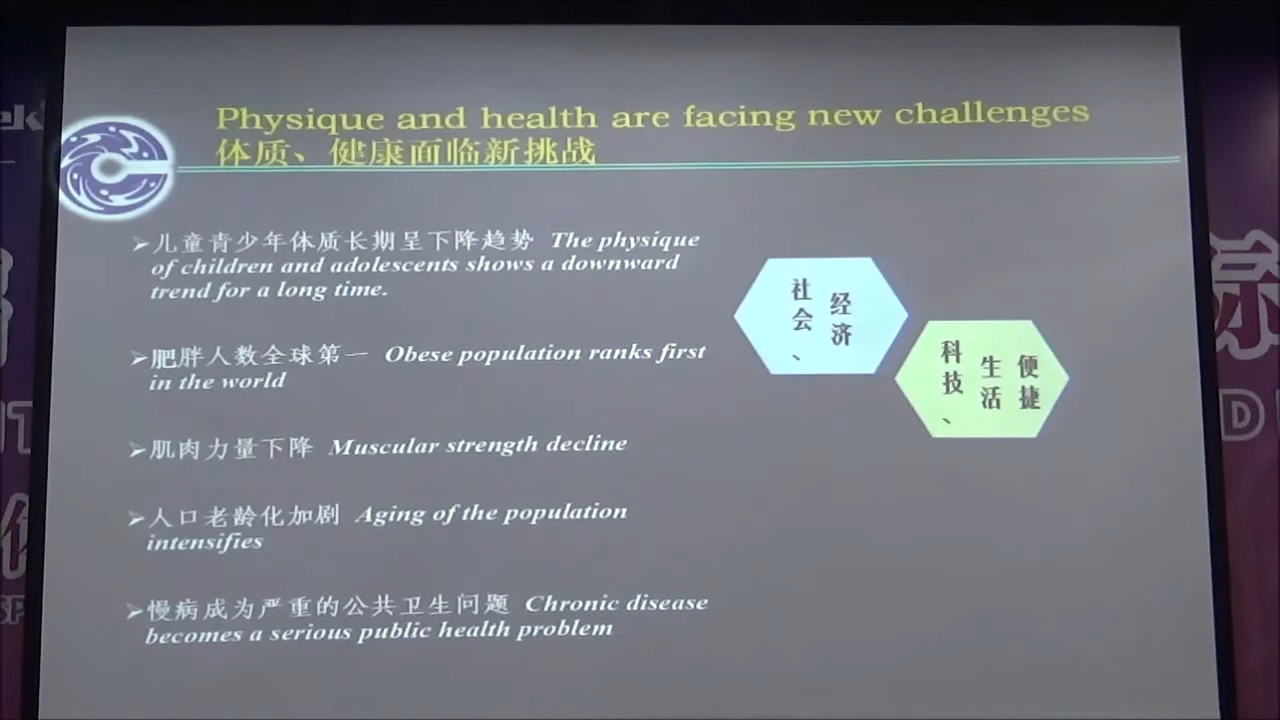 Physique and health are facing new challenges
体质、健康面临新挑战
➢儿童青少年体质长期呈下降趋势 The physique
of children and adolescents shows a downward
trend for a long time.
➢肥胖人数全球第一 Obese population ranks first
in the world
➢肌肉力量下降 Muscular strength decline
➢人口老龄化加剧 Aging of the population
intensifies
➢慢病成为严重的公共卫生问题 Chronic disease
becomes a serious public health problem
社会、
经济
科技、
生活
便捷